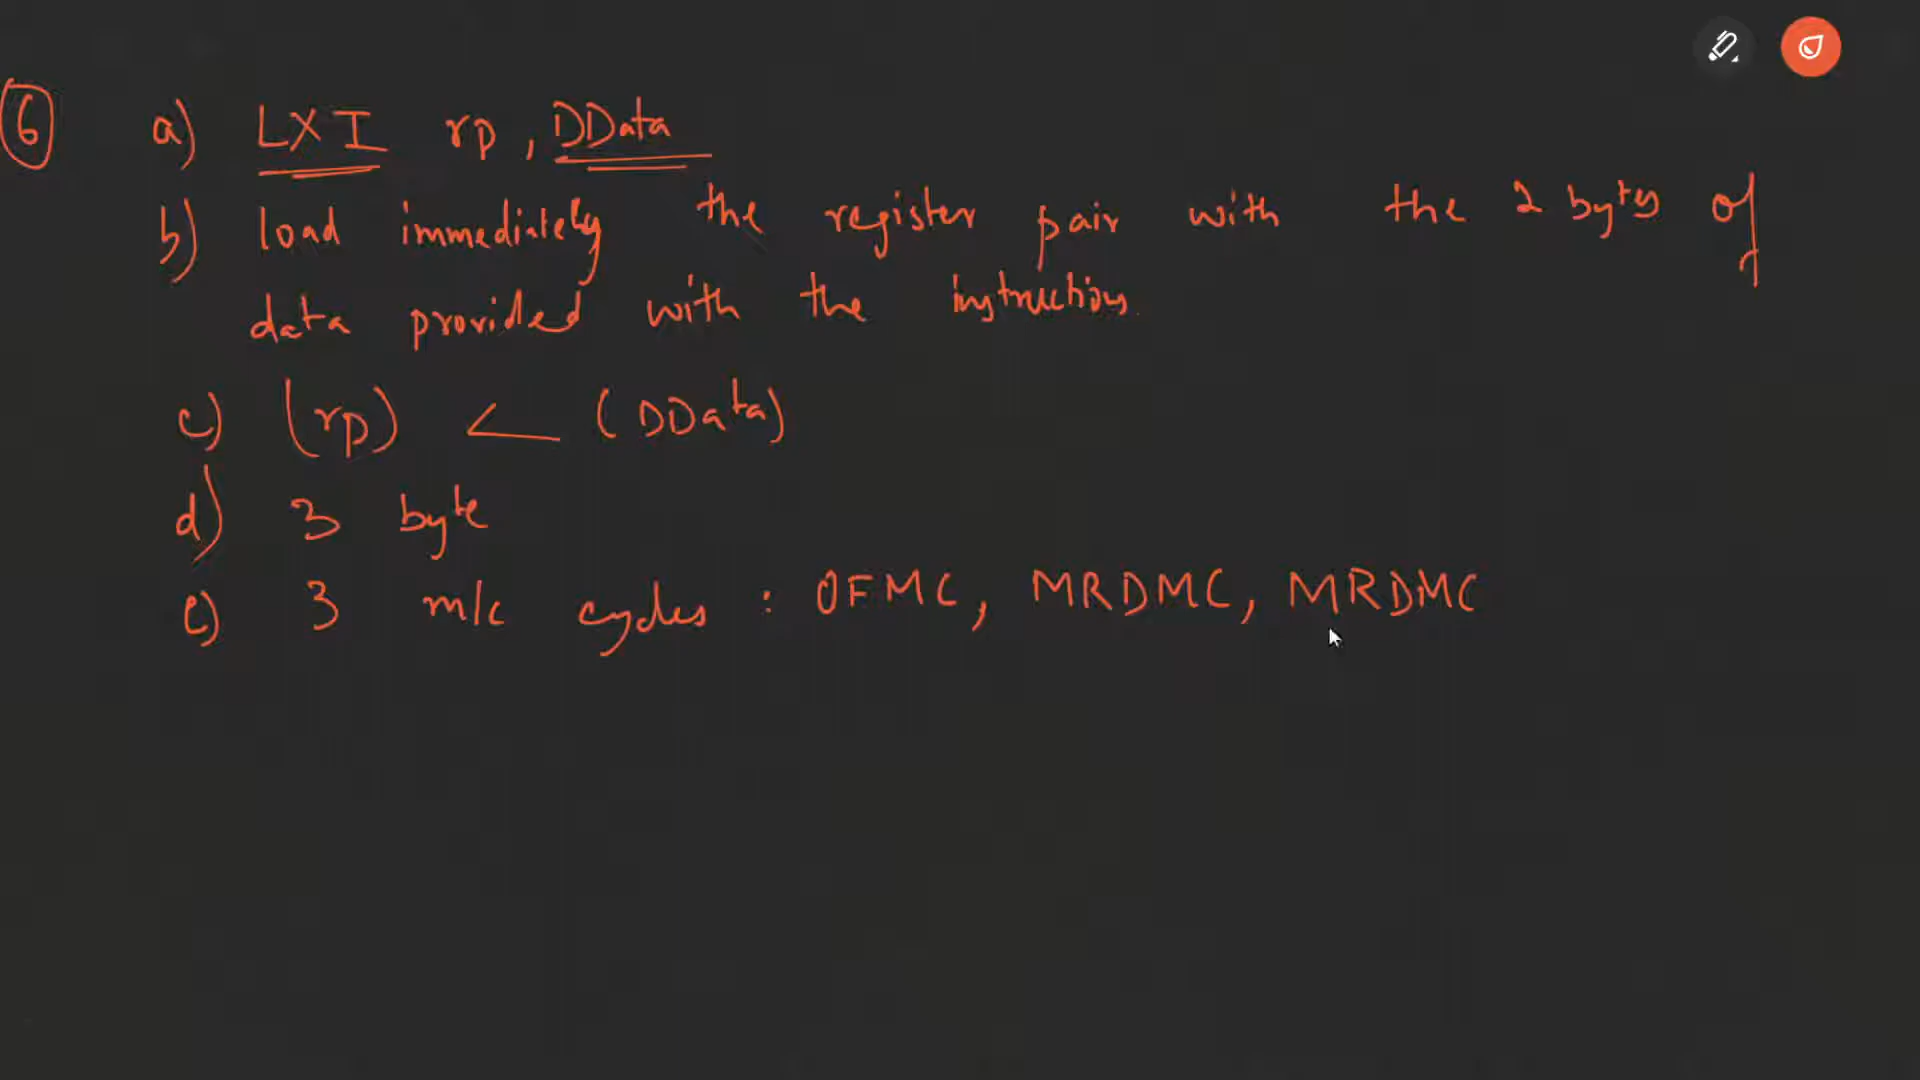 6 a) LXI rp, DData
b) load immediately the register pair with the 2 bytes of
data provided with the instruction.
c) (rp) ← (DData)
d) 3 byte
e) 3 m/c cycles : OFMC, MRDMC, MRDMC